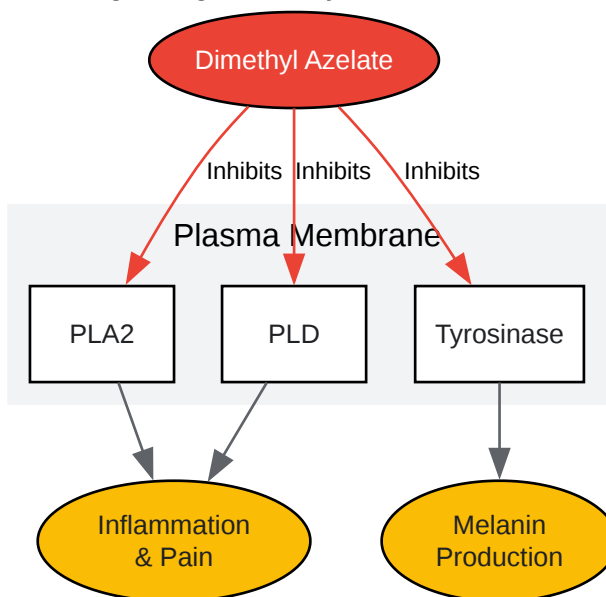 Dimethyl Azelate
Inhibits Inhibits Inhibits
Plasma Membrane
PLA2 PLD Tyrosinase
Inflammation
& Pain
Melanin
Production